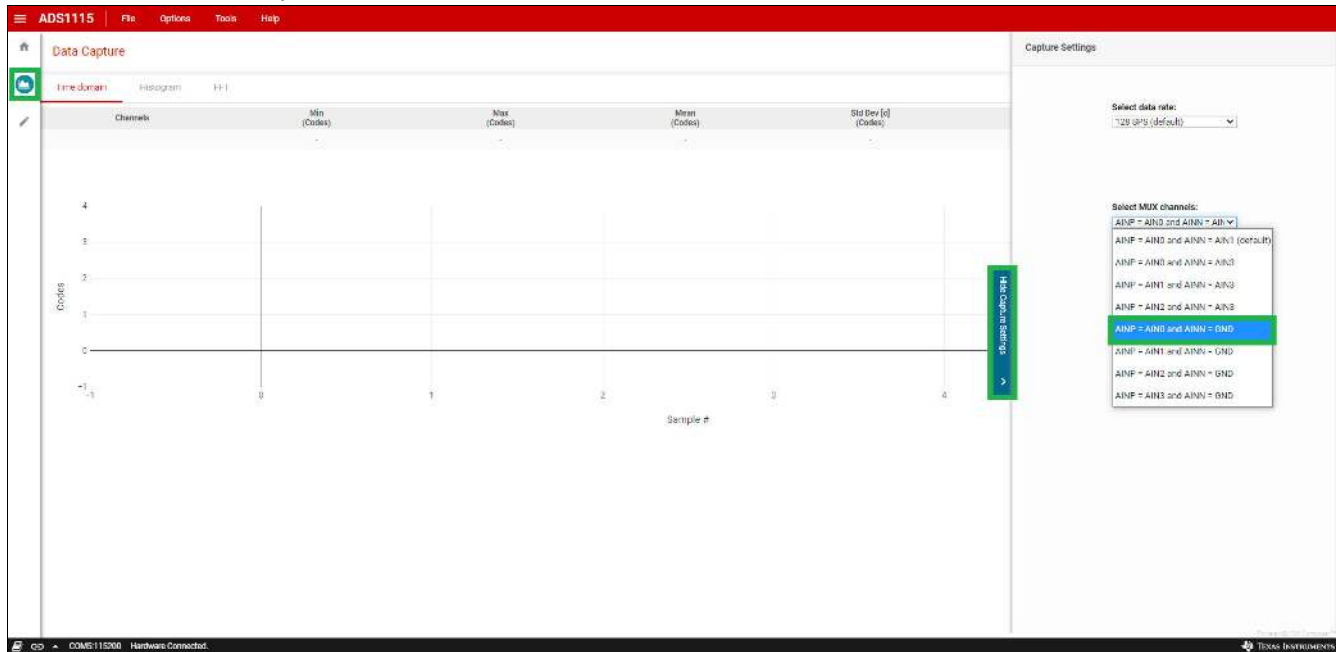 ADS1115 File Options Tools Help
Data Capture
Capture Settings
Time domain Histogram FFT
Channels Min (Codes) Max (Codes) Mean (Codes) Std Dev [σ] (Codes)
- - - -
Select data rate:
128 SPS (default)
Select MUX channels:
AINP = AIN0 and AINN = AIN
AINP = AIN0 and AINN = AIN1 (default)
AINP = AIN0 and AINN = AIN3
AINP = AIN1 and AINN = AIN3
AINP = AIN2 and AINN = AIN3
AINP = AIN0 and AINN = GND
AINP = AIN1 and AINN = GND
AINP = AIN2 and AINN = GND
AINP = AIN3 and AINN = GND
Hide Capture Settings
Codes
4
3
2
1
0
-1
-1 0 1 2 3 4
Sample #
COM5:115200 Hardware Connected.
TEXAS INSTRUMENTS